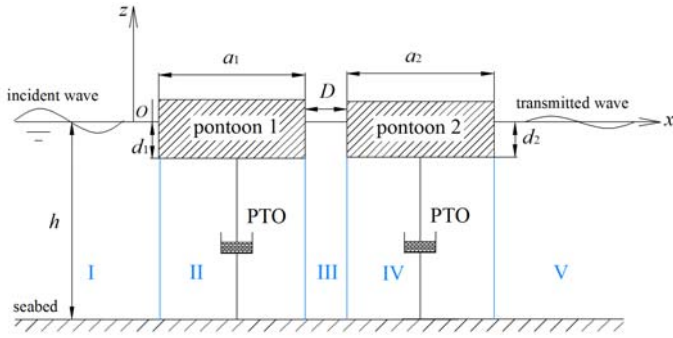 z
a1
a2
D
incident wave
transmitted wave
O
x
pontoon 1
pontoon 2
d1
d2
h
PTO
PTO
I
II
III
IV
V
seabed